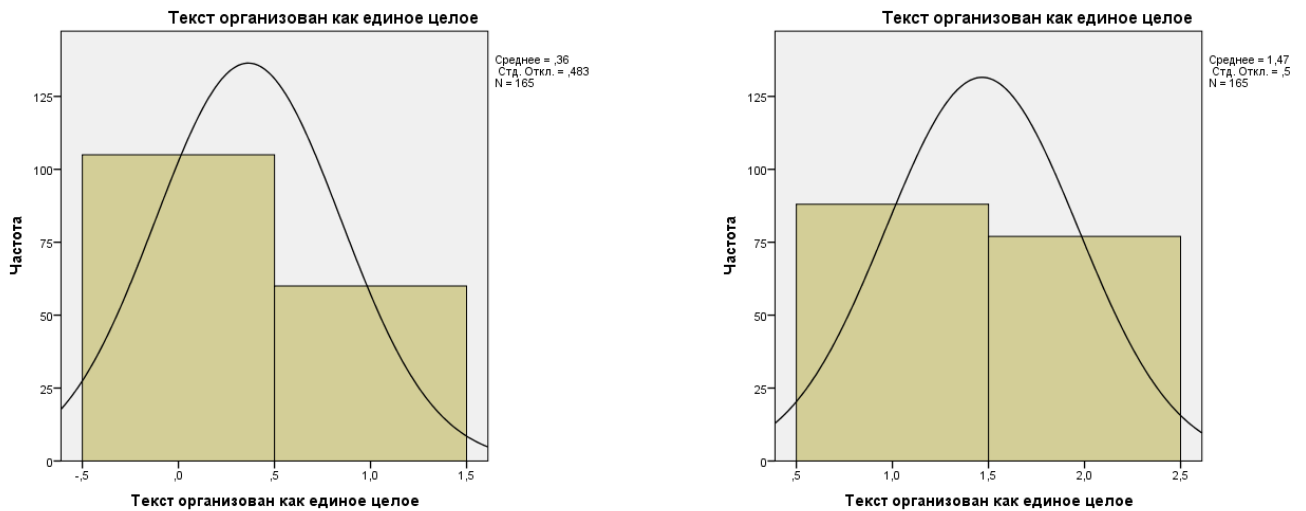 Текст организован как единое целое
Среднее = ,36
Стд. Откл. = ,483
N = 165
125
100
75
50
25
0
Частота
-,5
,0
,5
1,0
1,5
Текст организован как единое целое
Текст организован как единое целое
Среднее = 1,47
Стд. Откл. = ,5
N = 165
125
100
75
50
25
0
Частота
,5
1,0
1,5
2,0
2,5
Текст организован как единое целое